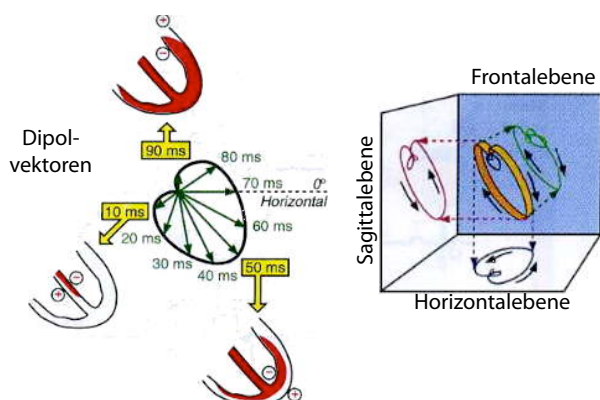 Dipol-
vektoren
+
−
90 ms
80 ms
70 ms
0°
Horizontal
10 ms
20 ms
30 ms
40 ms
50 ms
60 ms
−
+
−
+
Frontalebene
Sagittalebene
Horizontalebene